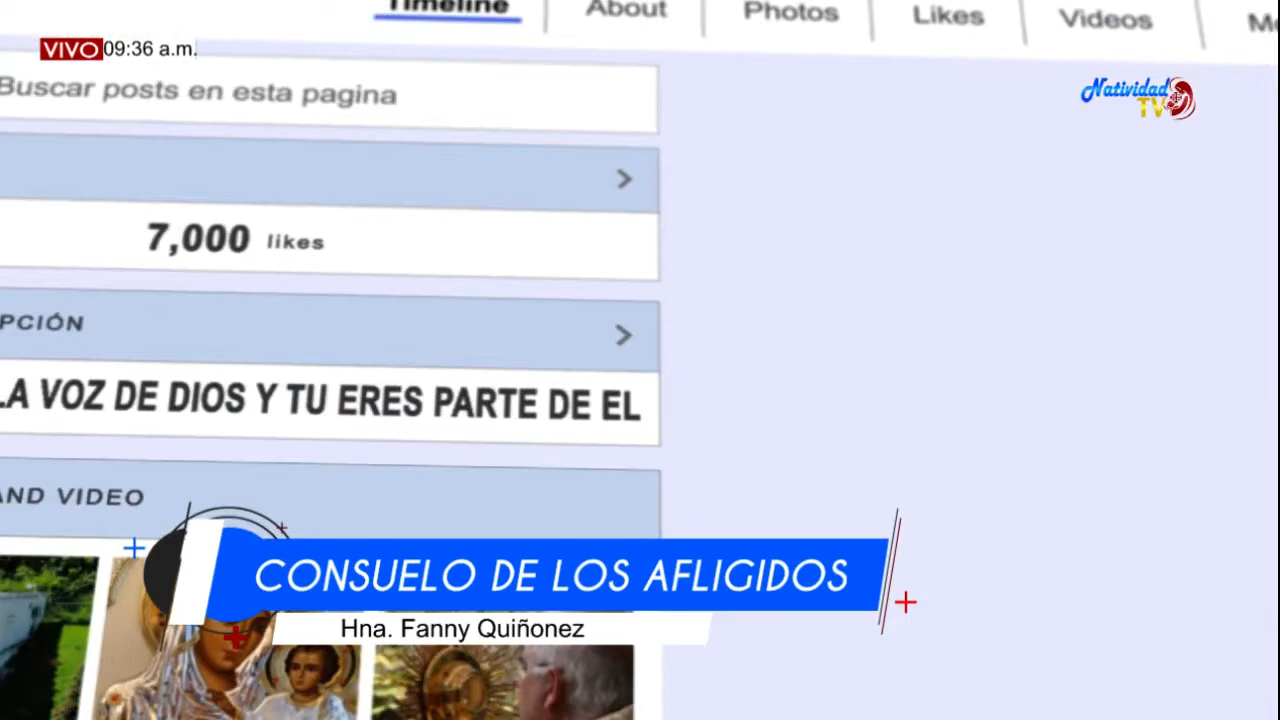 Timeline About Photos Likes Videos
VIVO 09:36 a.m.
Buscar posts en esta pagina
Natividad
TV
7,000 likes
PCIÓN
LA VOZ DE DIOS Y TU ERES PARTE DE EL
AND VIDEO
CONSUELO DE LOS AFLIGIDOS
Hna. Fanny Quiñonez